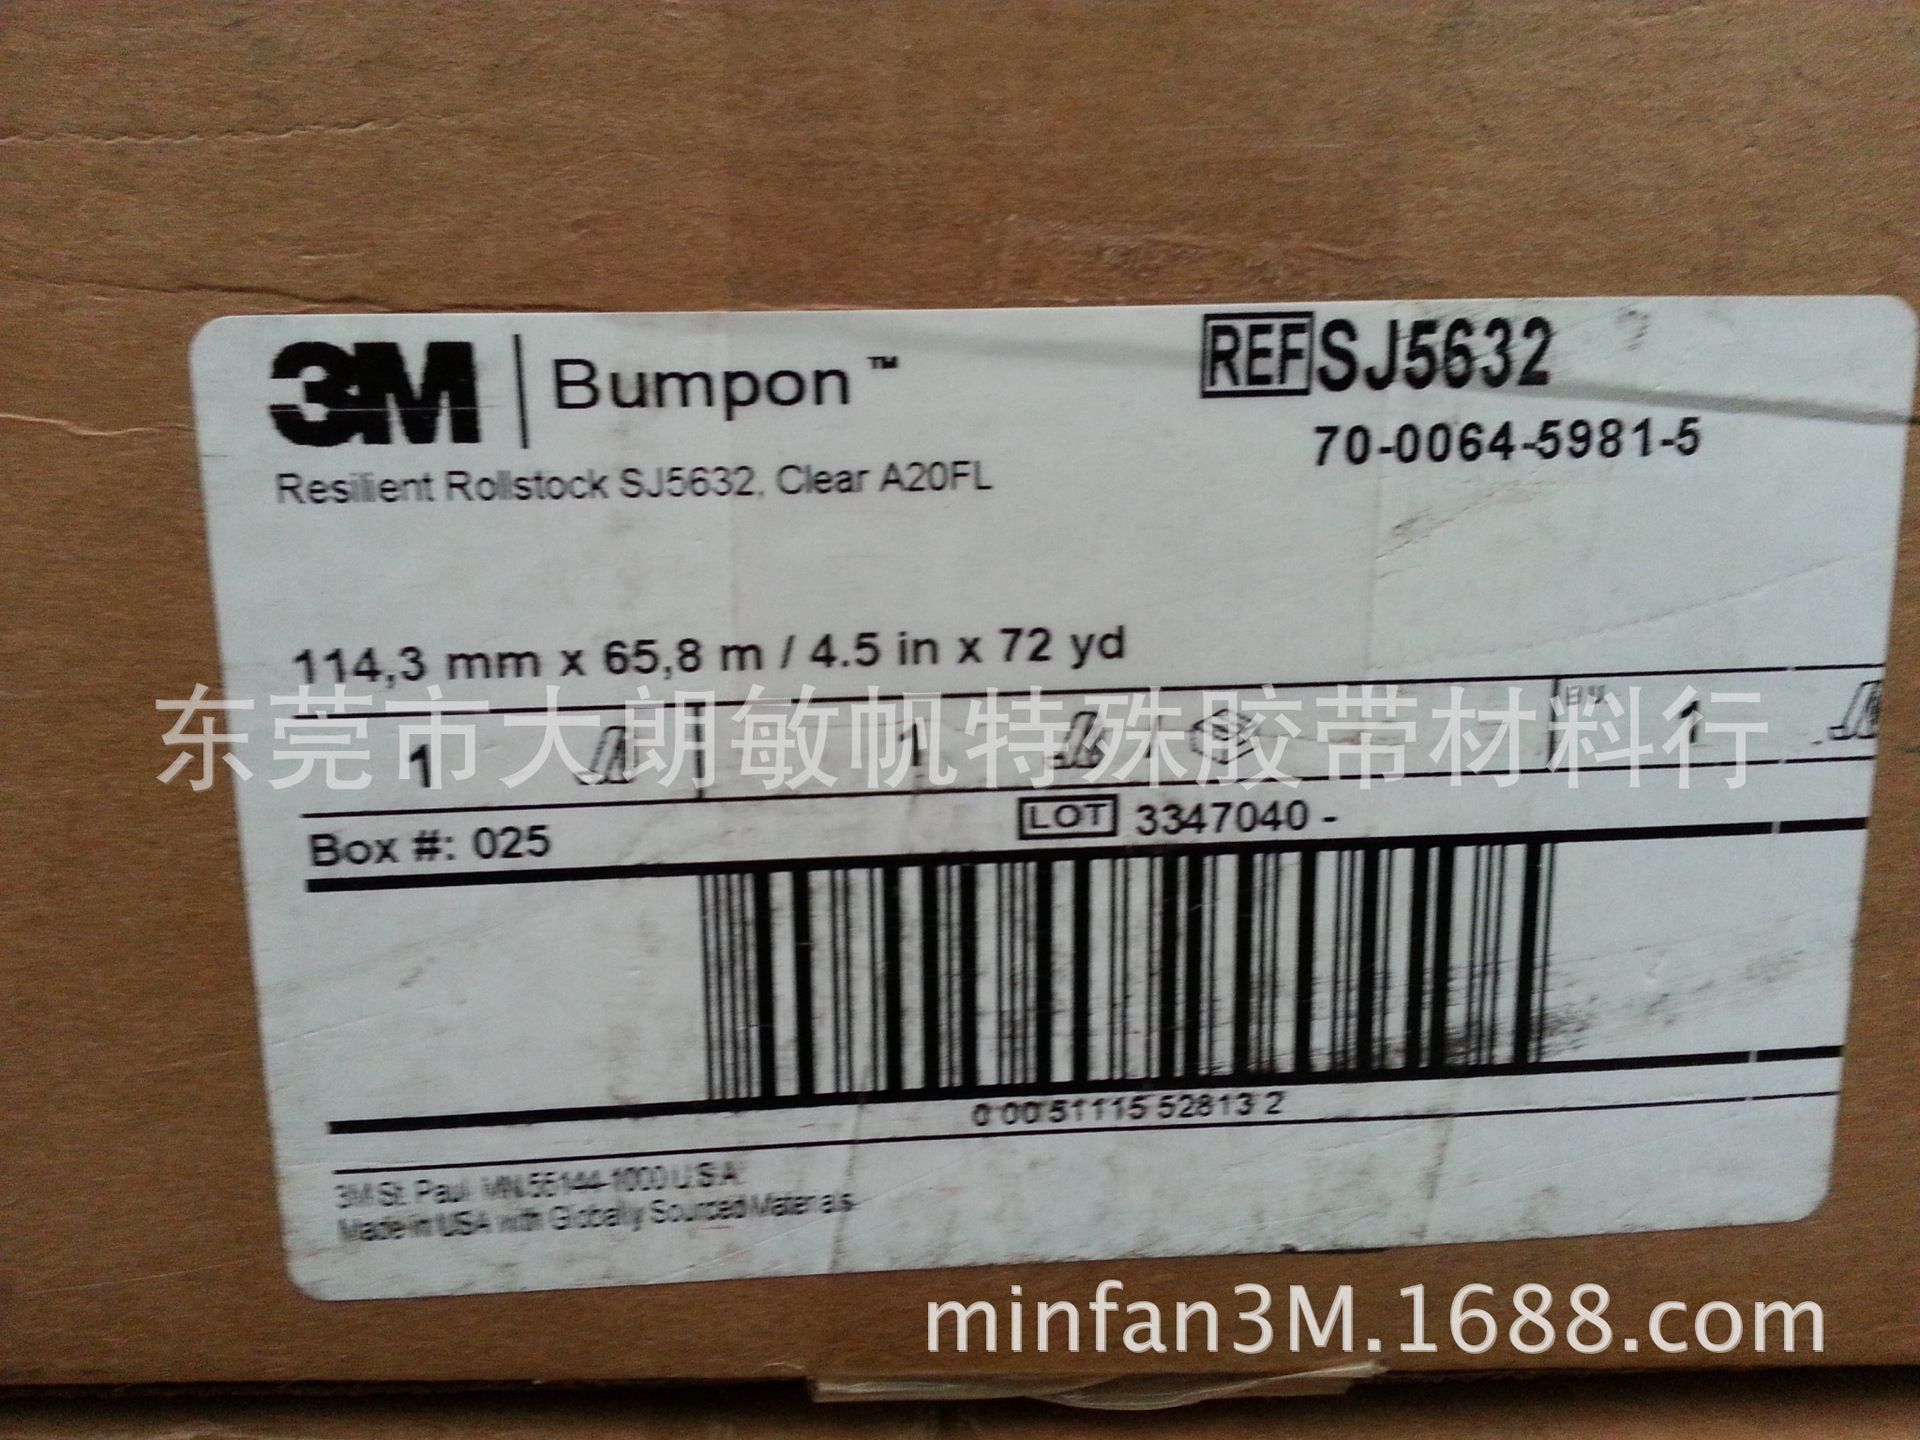 3M | Bumpon™
REF SJ5632
70-0064-5981-5
Resilient Rollstock SJ5632, Clear A20FL
114,3 mm x 65,8 m / 4.5 in x 72 yd
东莞市大朗敏帆特殊胶带材料行
1 1 / 1
Box #: 025
LOT 3347040 -
0 00 51115 52813 2
3M St. Paul, MN 55144-1000 U.S.A.
Made in USA with Globally Sourced Materials
minfan3M.1688.com